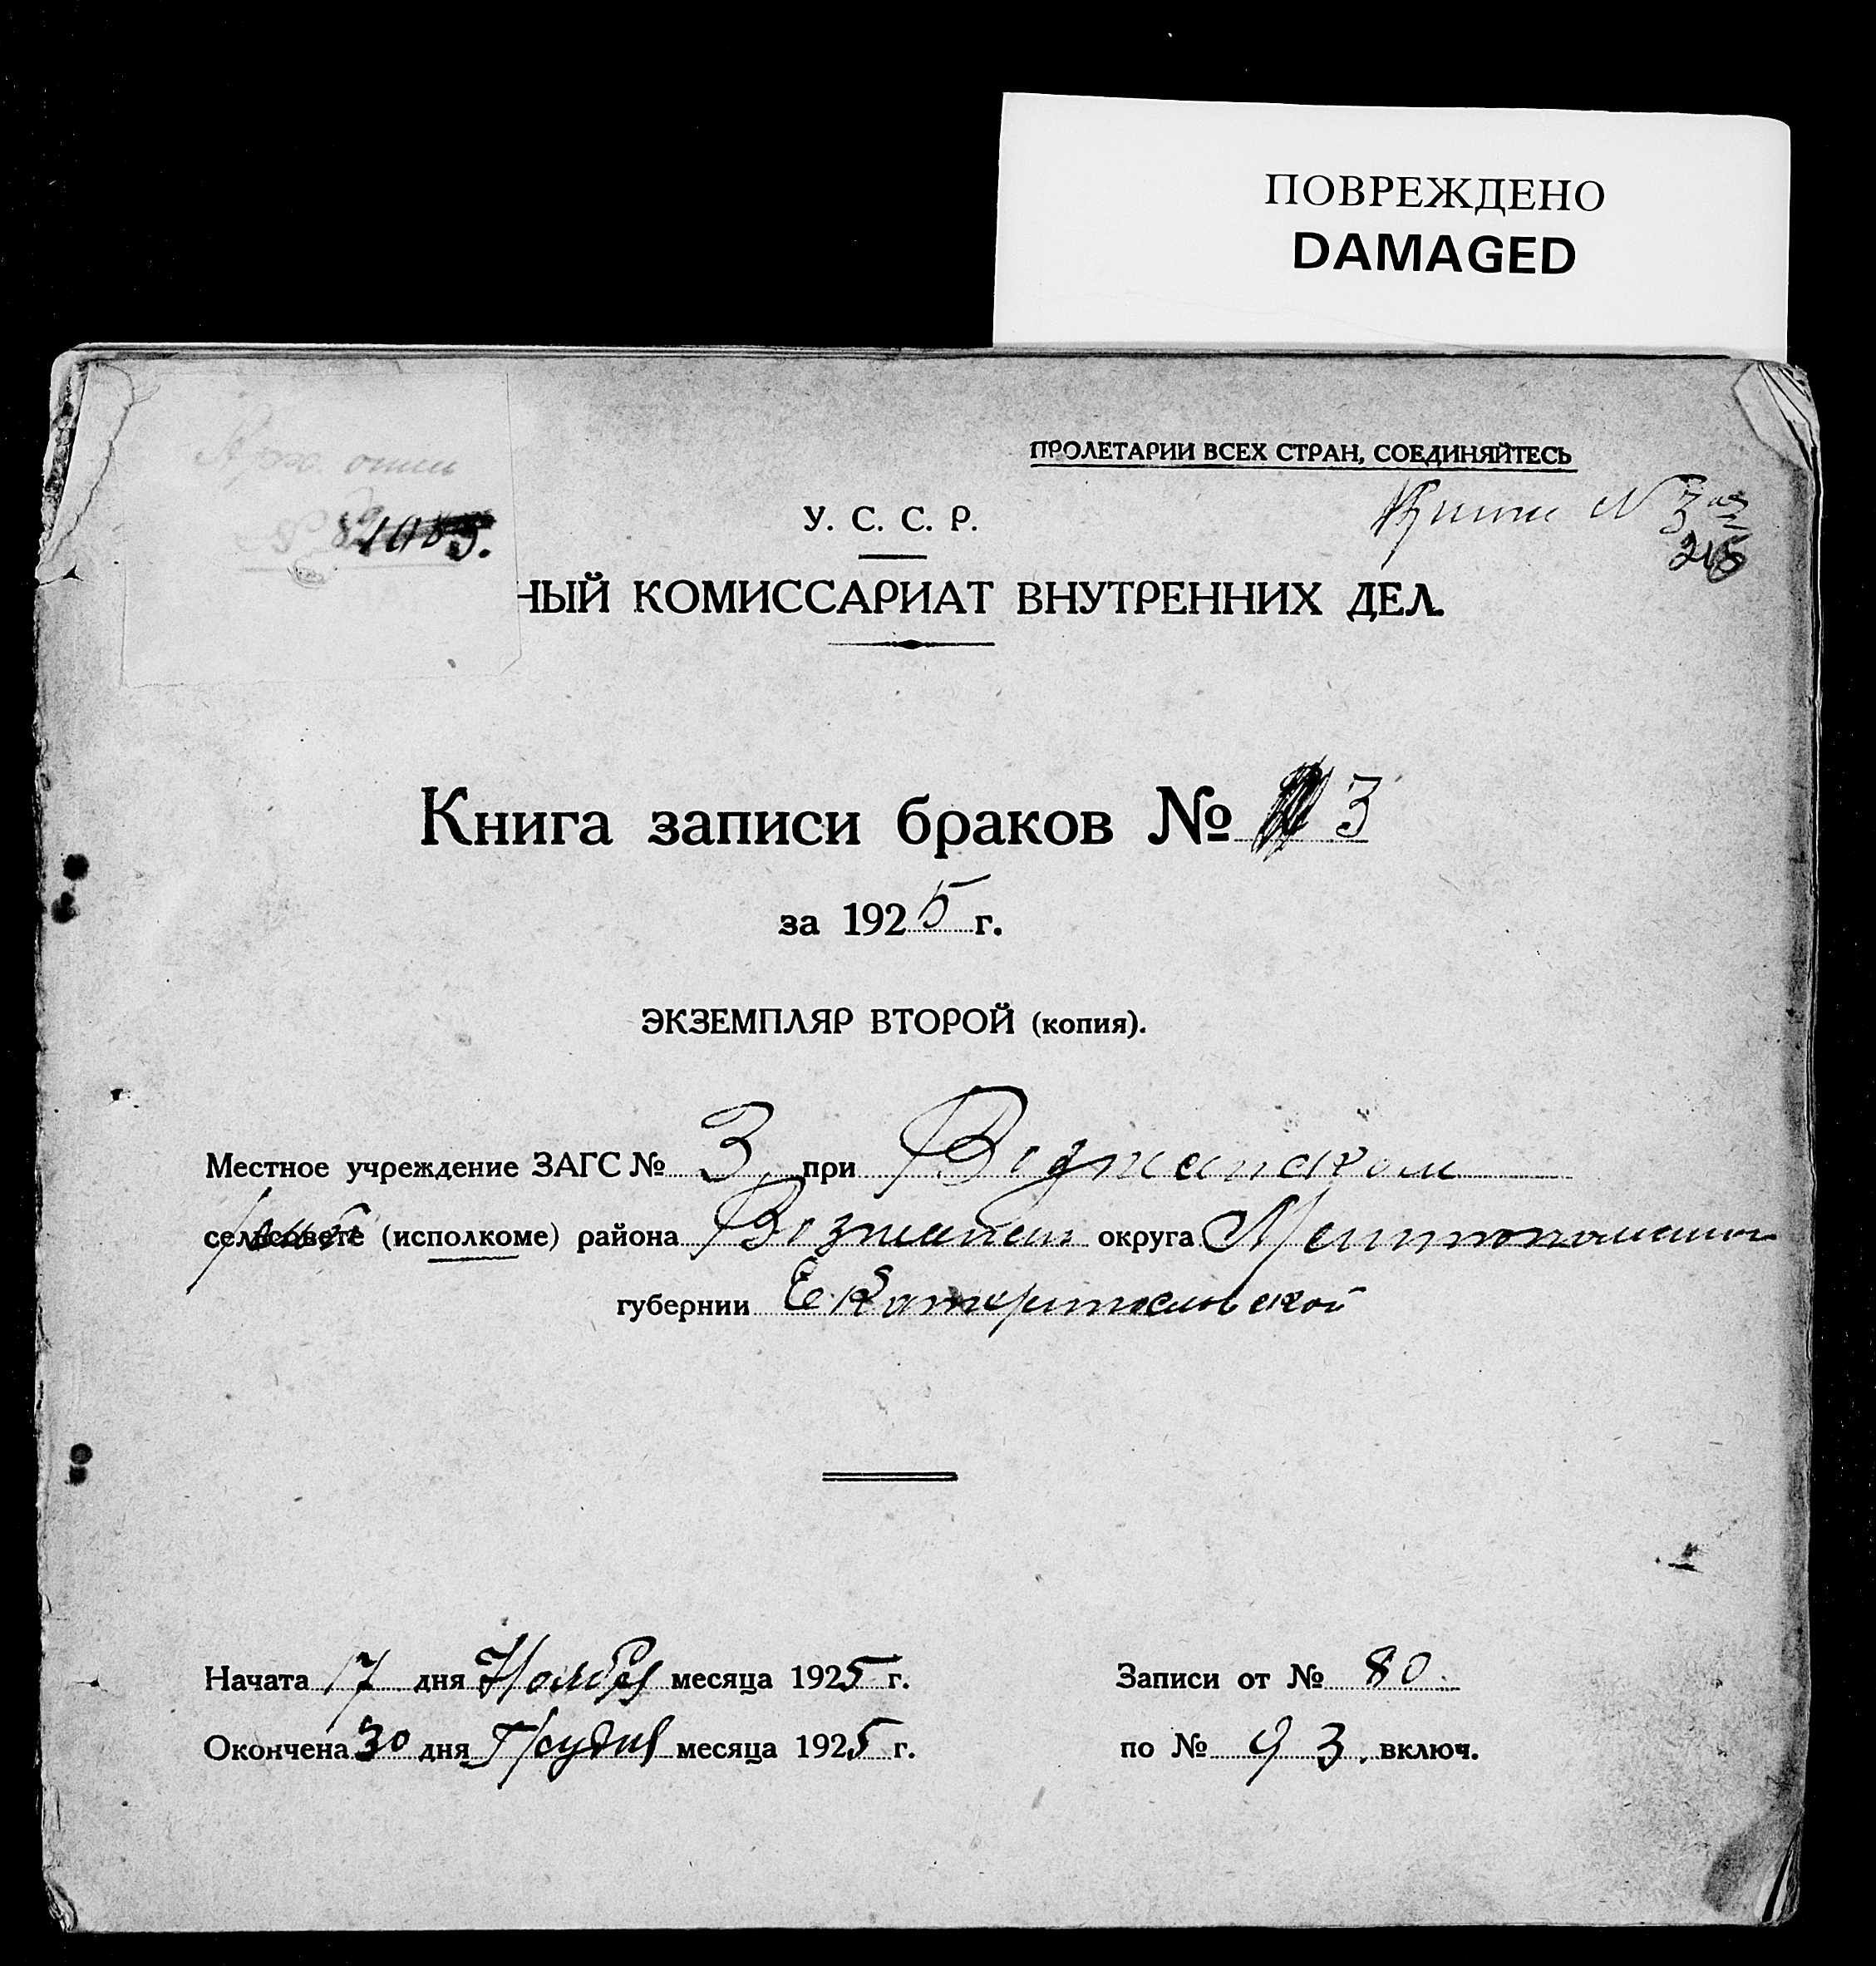 ПОВРЕЖДЕНО
DAMAGED
ПРОЛЕТАРИИ ВСЕХ СТРАН, СОЕДИНЯЙТЕСЬ
У. С. С. Р.
НЫЙ КОМИССАРИАТ ВНУТРЕННИХ ДЕЛ.
Книга записи браков № 3
за 1925 г.
ЭКЗЕМПЛЯР ВТОРОЙ (копия).
Местное учреждение ЗАГС № 3, при
сельсовете (исполкоме) района округа
губернии Екатеринославской
Начата 17 дня Ноября месяца 1925 г.
Окончена 30 дня Грудня месяца 1925 г.
Записи от № 80.
по № 93. включ.